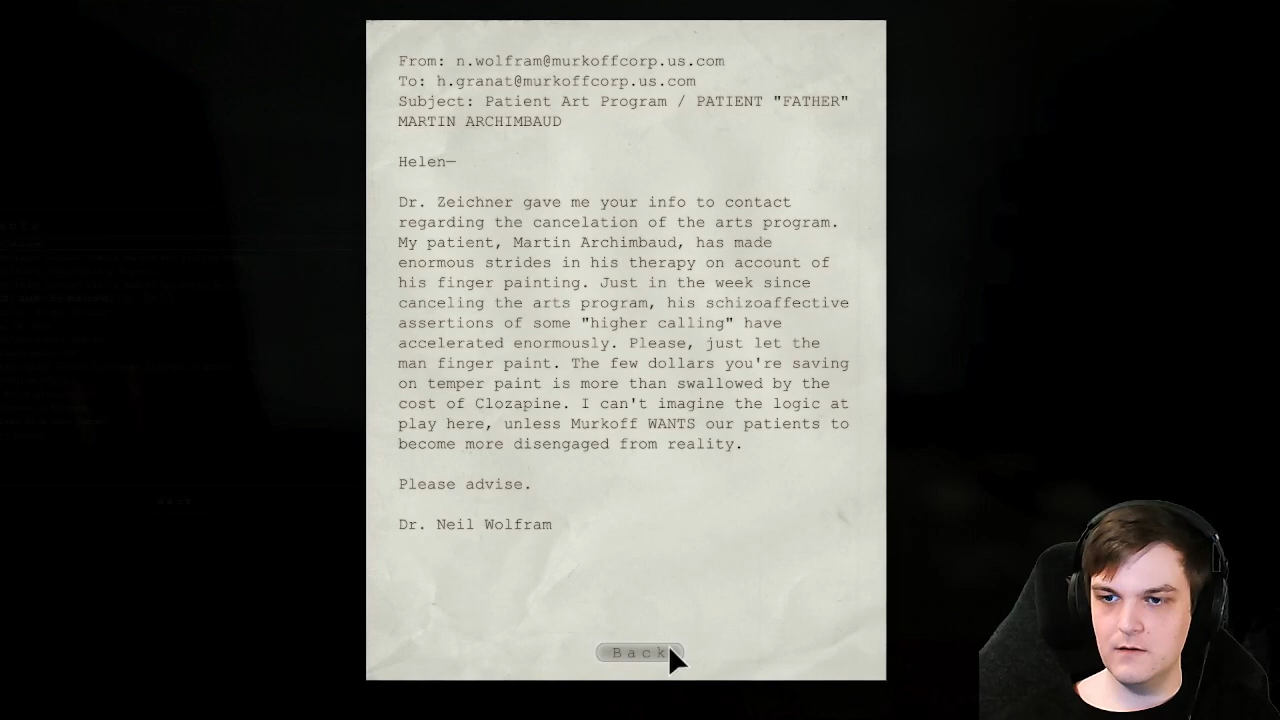 From: n.wolfram@murkoffcorp.us.com
To: h.granat@murkoffcorp.us.com
Subject: Patient Art Program / PATIENT "FATHER"
MARTIN ARCHIMBAUD
Helen—
Dr. Zeichner gave me your info to contact
regarding the cancelation of the arts program.
My patient, Martin Archimbaud, has made
enormous strides in his therapy on account of
his finger painting. Just in the week since
canceling the arts program, his schizoaffective
assertions of some "higher calling" have
accelerated enormously. Please, just let the
man finger paint. The few dollars you're saving
on temper paint is more than swallowed by the
cost of Clozapine. I can't imagine the logic at
play here, unless Murkoff WANTS our patients to
become more disengaged from reality.
Please advise.
Dr. Neil Wolfram
Back